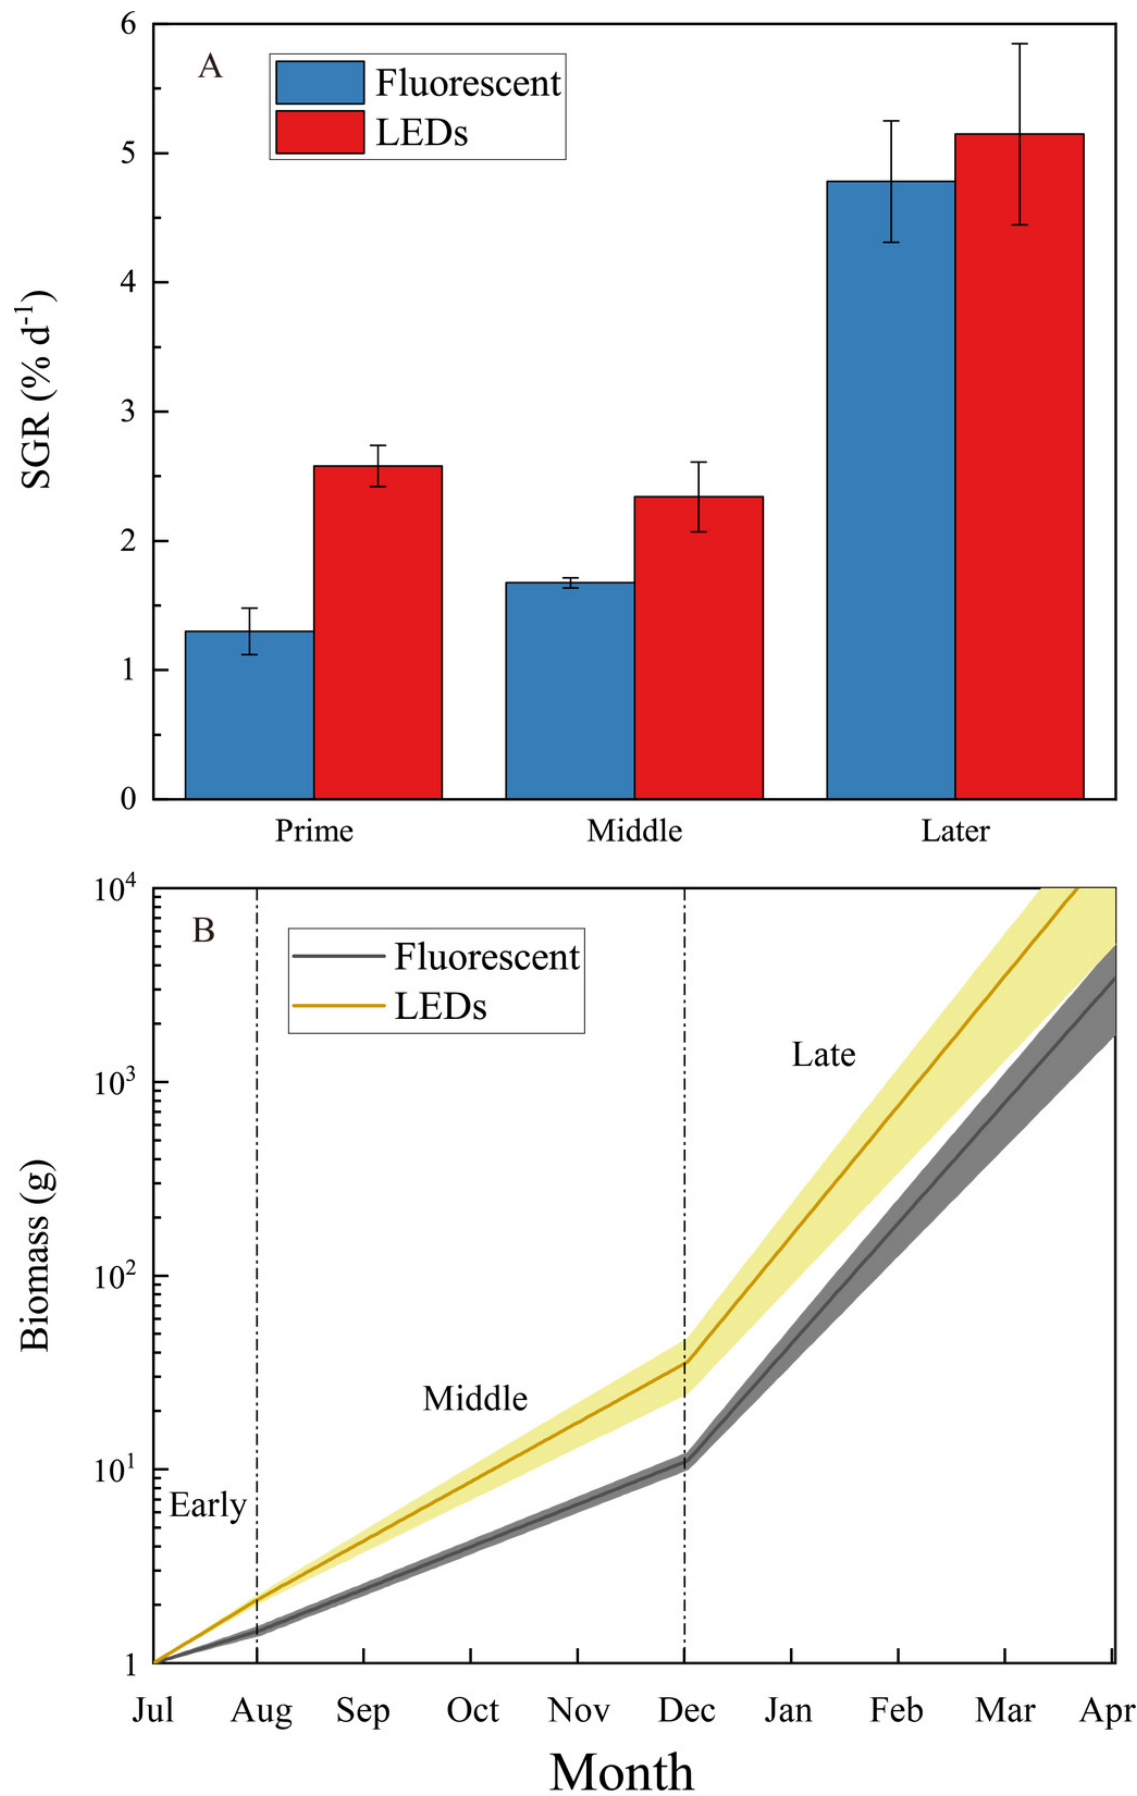 A
Fluorescent
LEDs
6
5
4
3
2
1
0
SGR (% d⁻¹)
Prime Middle Later
B
Fluorescent
LEDs
10⁴
10³
10²
10¹
1
Biomass (g)
Late
Middle
Early
Jul Aug Sep Oct Nov Dec Jan Feb Mar Apr
Month